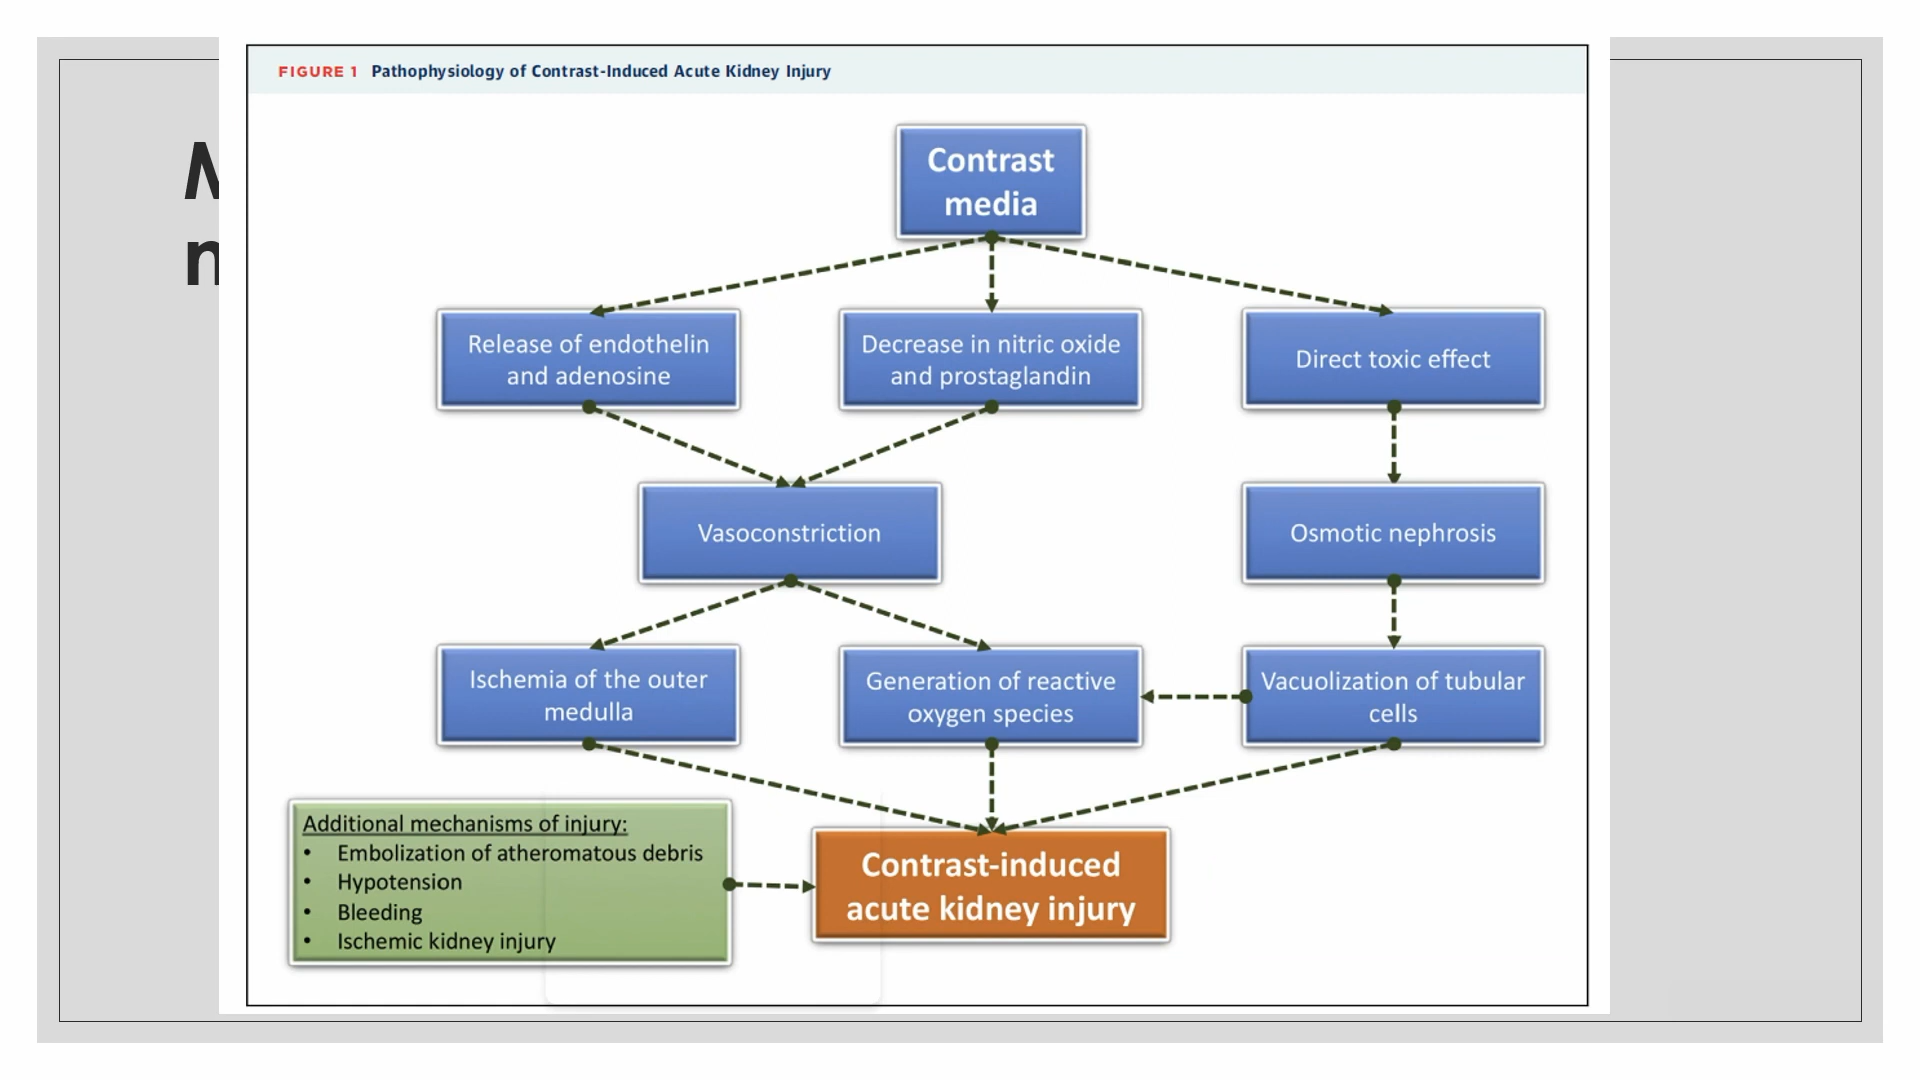 FIGURE 1 Pathophysiology of Contrast-Induced Acute Kidney Injury
Contrast
media
Release of endothelin
and adenosine
Decrease in nitric oxide
and prostaglandin
Direct toxic effect
Vasoconstriction
Osmotic nephrosis
Ischemia of the outer
medulla
Generation of reactive
oxygen species
Vacuolization of tubular
cells
Additional mechanisms of injury:
• Embolization of atheromatous debris
• Hypotension
• Bleeding
• Ischemic kidney injury
Contrast-induced
acute kidney injury